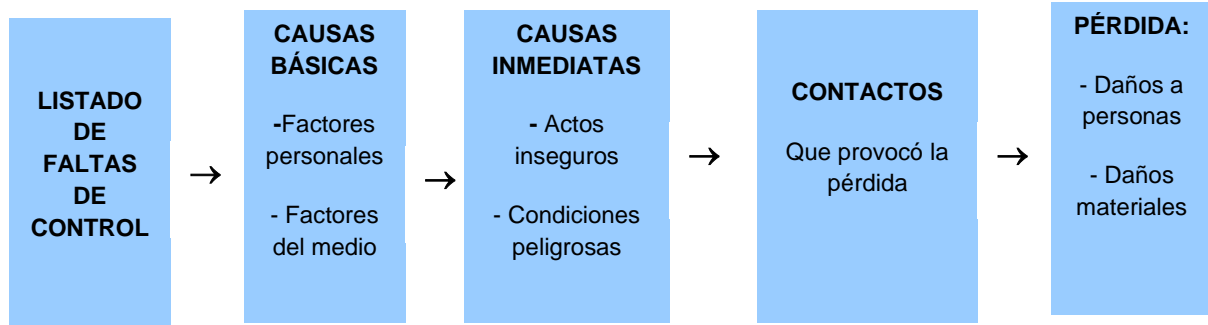 LISTADO
DE
FALTAS
DE
CONTROL
→
CAUSAS
BÁSICAS
-Factores
personales
- Factores
del medio
→
CAUSAS
INMEDIATAS
- Actos
inseguros
- Condiciones
peligrosas
→
CONTACTOS
Que provocó la
pérdida
→
PÉRDIDA:
- Daños a
personas
- Daños
materiales